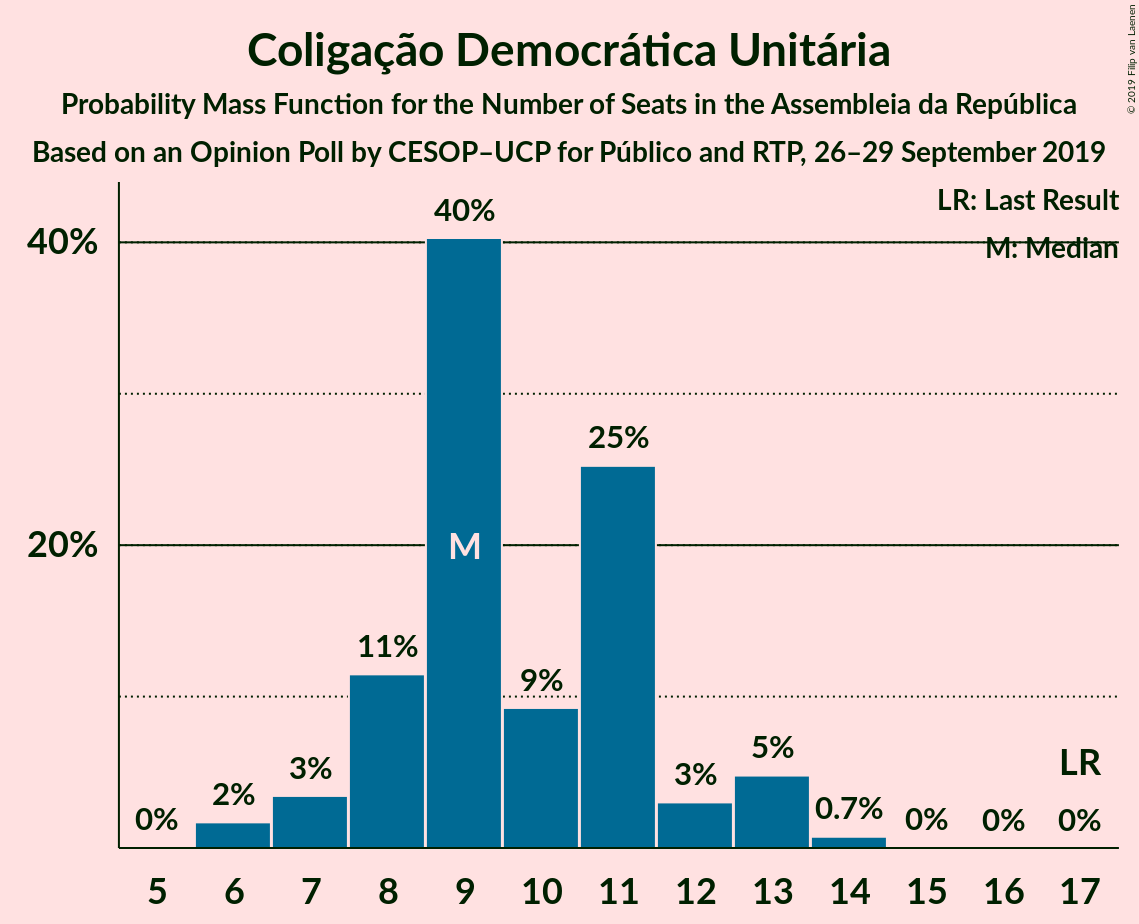 Coligação Democrática Unitária
Probability Mass Function for the Number of Seats in the Assembleia da República
Based on an Opinion Poll by CESOP–UCP for Público and RTP, 26–29 September 2019
© 2019 Filip van Laenen
LR: Last Result
M: Median
40%
20%
0%
2%
3%
11%
40%
M
9%
25%
3%
5%
0.7%
0%
0%
LR
0%
5 6 7 8 9 10 11 12 13 14 15 16 17